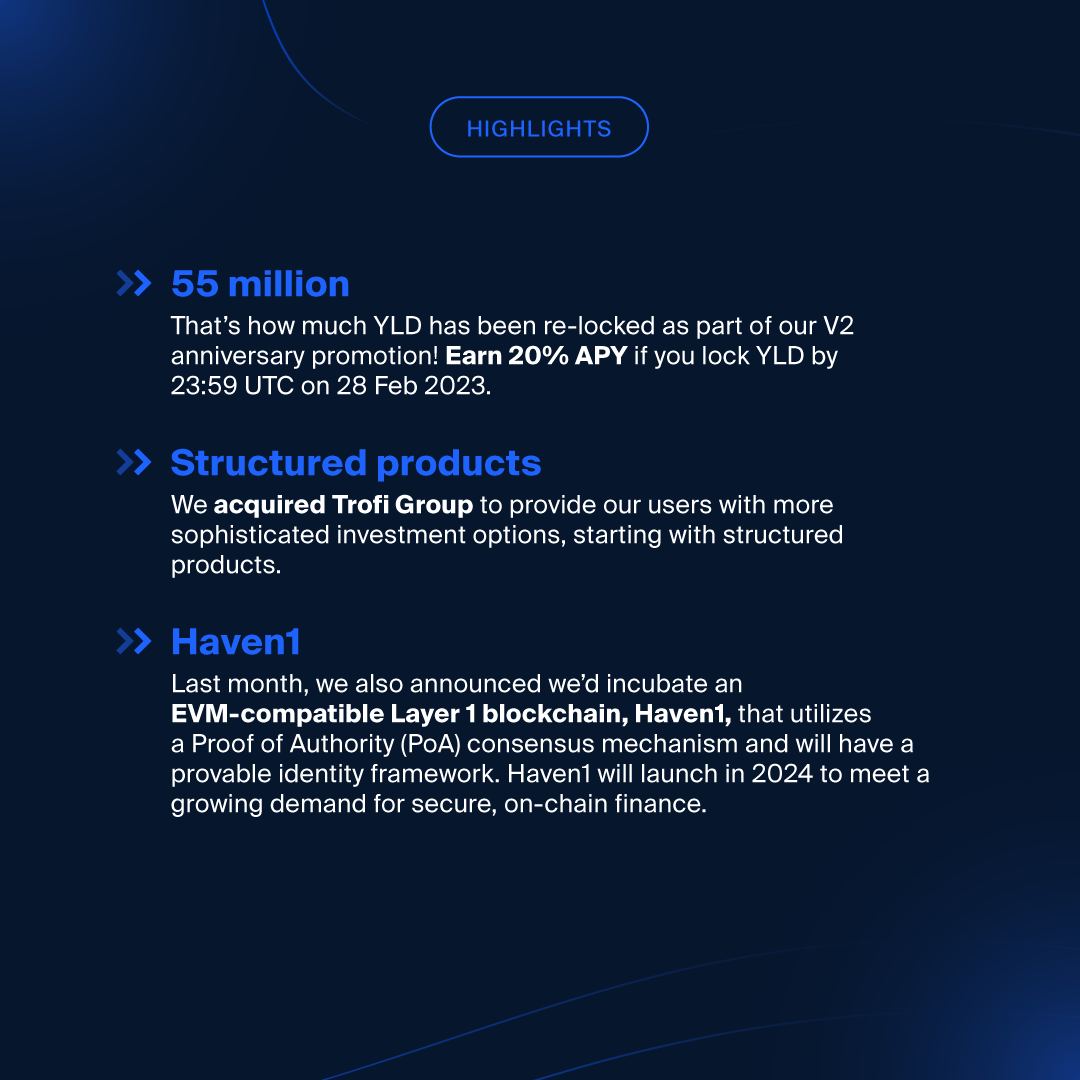 HIGHLIGHTS
55 million
That’s how much YLD has been re-locked as part of our V2
anniversary promotion! Earn 20% APY if you lock YLD by
23:59 UTC on 28 Feb 2023.
Structured products
We acquired Trofi Group to provide our users with more
sophisticated investment options, starting with structured
products.
Haven1
Last month, we also announced we’d incubate an
EVM-compatible Layer 1 blockchain, Haven1, that utilizes
a Proof of Authority (PoA) consensus mechanism and will have a
provable identity framework. Haven1 will launch in 2024 to meet a
growing demand for secure, on-chain finance.